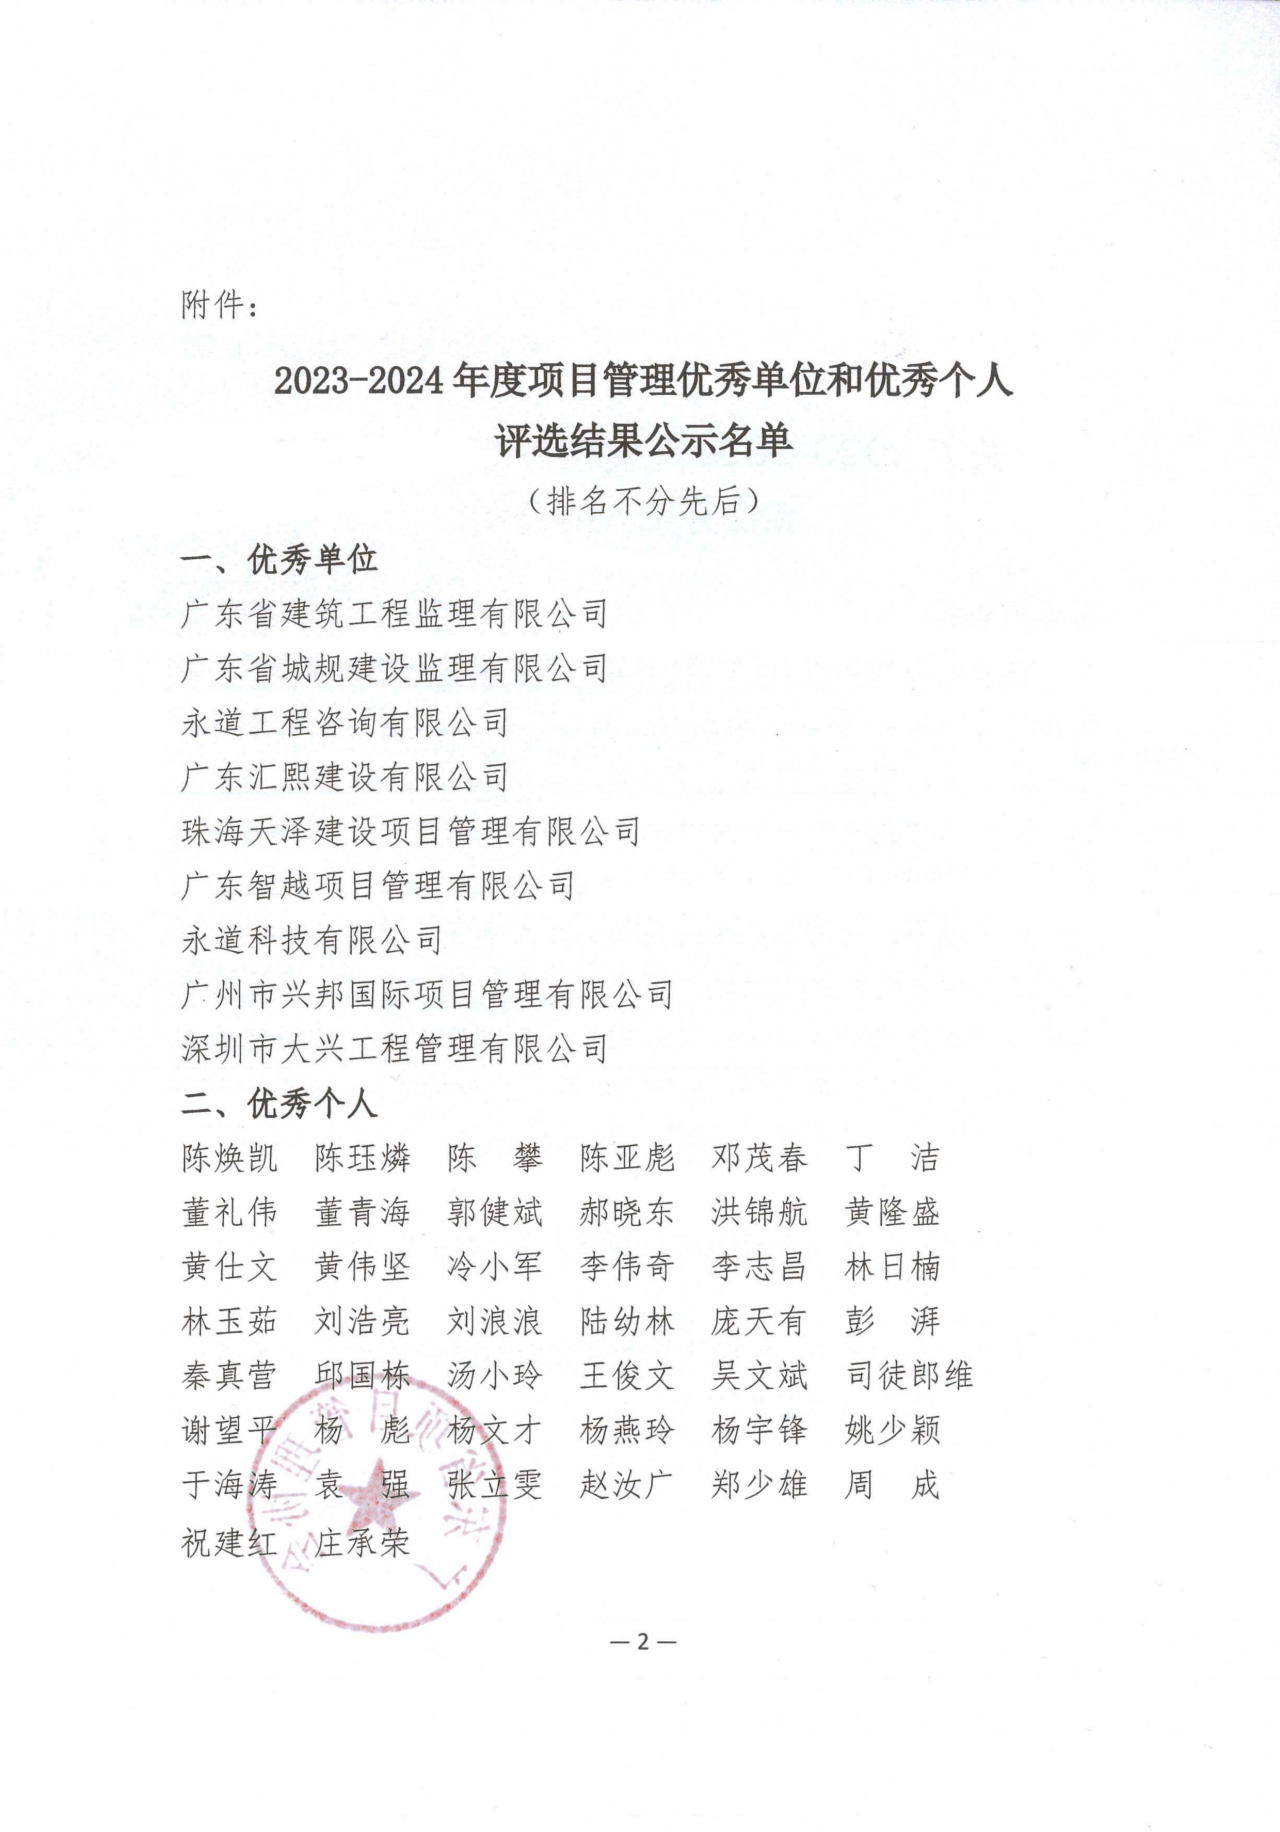 附件：
2023-2024 年度项目管理优秀单位和优秀个人
评选结果公示名单
（排名不分先后）
一、优秀单位
广东省建筑工程监理有限公司
广东省城规建设监理有限公司
永道工程咨询有限公司
广东汇熙建设有限公司
珠海天泽建设项目管理有限公司
广东智越项目管理有限公司
永道科技有限公司
广州市兴邦国际项目管理有限公司
深圳市大兴工程管理有限公司
二、优秀个人
陈焕凯 陈珏燐 陈 攀 陈亚彪 邓茂春 丁 洁
董礼伟 董青海 郭健斌 郝晓东 洪锦航 黄隆盛
黄仕文 黄伟坚 冷小军 李伟奇 李志昌 林日楠
林玉茹 刘浩亮 刘浪浪 陆幼林 庞天有 彭 湃
秦真营 邱国栋 汤小玲 王俊文 吴文斌 司徒郎维
谢望平 杨 彪 杨文才 杨燕玲 杨宇锋 姚少颖
于海涛 袁 强 张立雯 赵汝广 郑少雄 周 成
祝建红 庄承荣
— 2 —